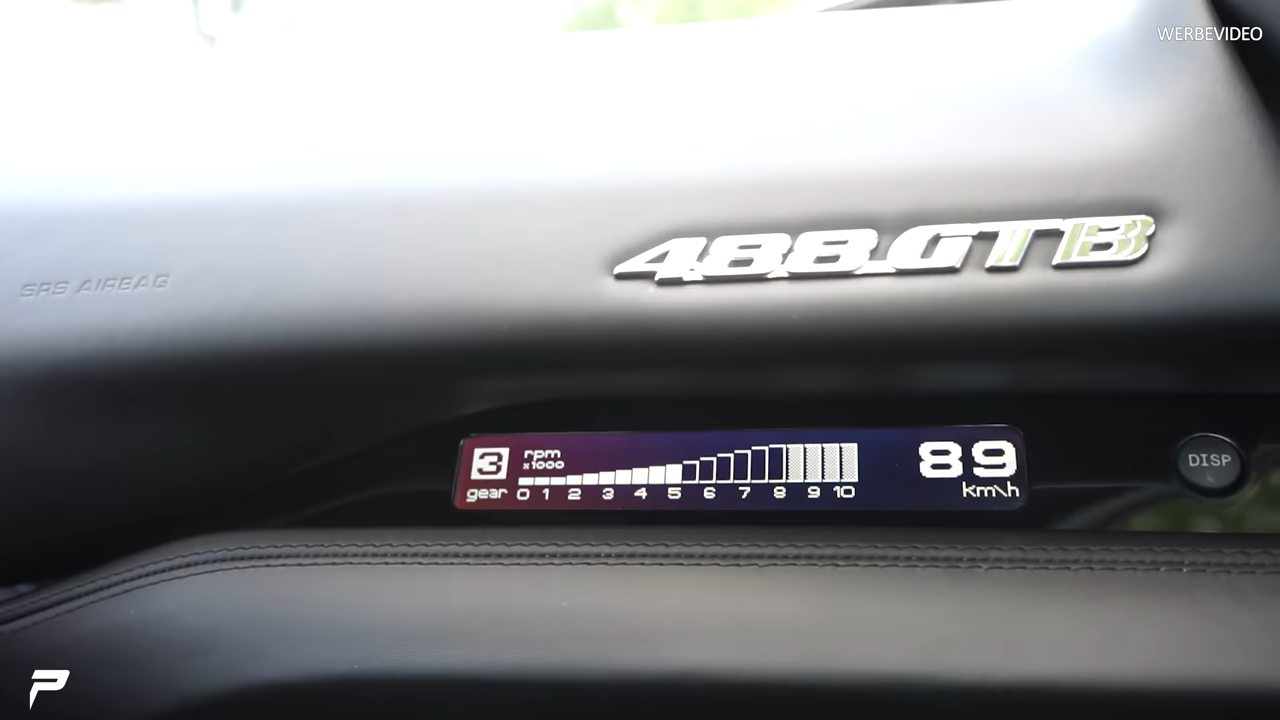 WERBEVIDEO
488 GTB
SRS AIRBAG
3 rpm x1000 89
gear 0 1 2 3 4 5 6 7 8 9 10 km\h
DISP